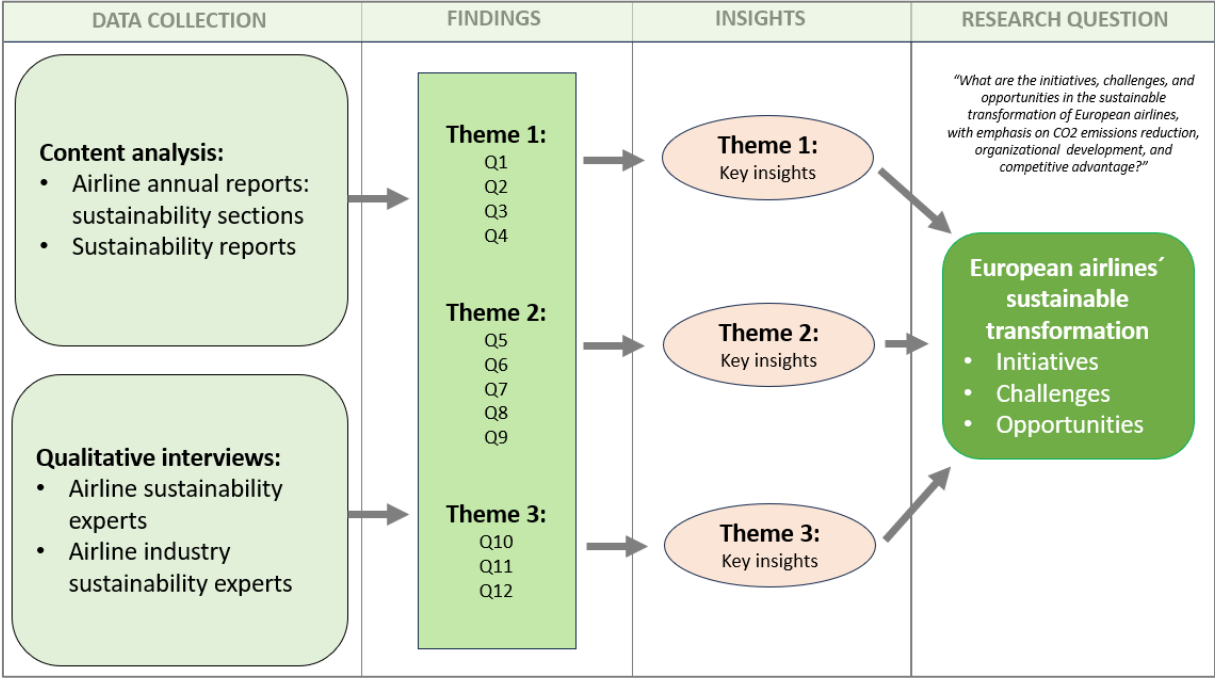 DATA COLLECTION
FINDINGS
INSIGHTS
RESEARCH QUESTION
Content analysis:
• Airline annual reports:
sustainability sections
• Sustainability reports
Qualitative interviews:
• Airline sustainability
experts
• Airline industry
sustainability experts
Theme 1:
Q1
Q2
Q3
Q4
Theme 2:
Q5
Q6
Q7
Q8
Q9
Theme 3:
Q10
Q11
Q12
Theme 1:
Key insights
Theme 2:
Key insights
Theme 3:
Key insights
“What are the initiatives, challenges, and
opportunities in the sustainable
transformation of European airlines,
with emphasis on CO2 emissions reduction,
organizational development, and
competitive advantage?”
European airlines´
sustainable
transformation
• Initiatives
• Challenges
• Opportunities